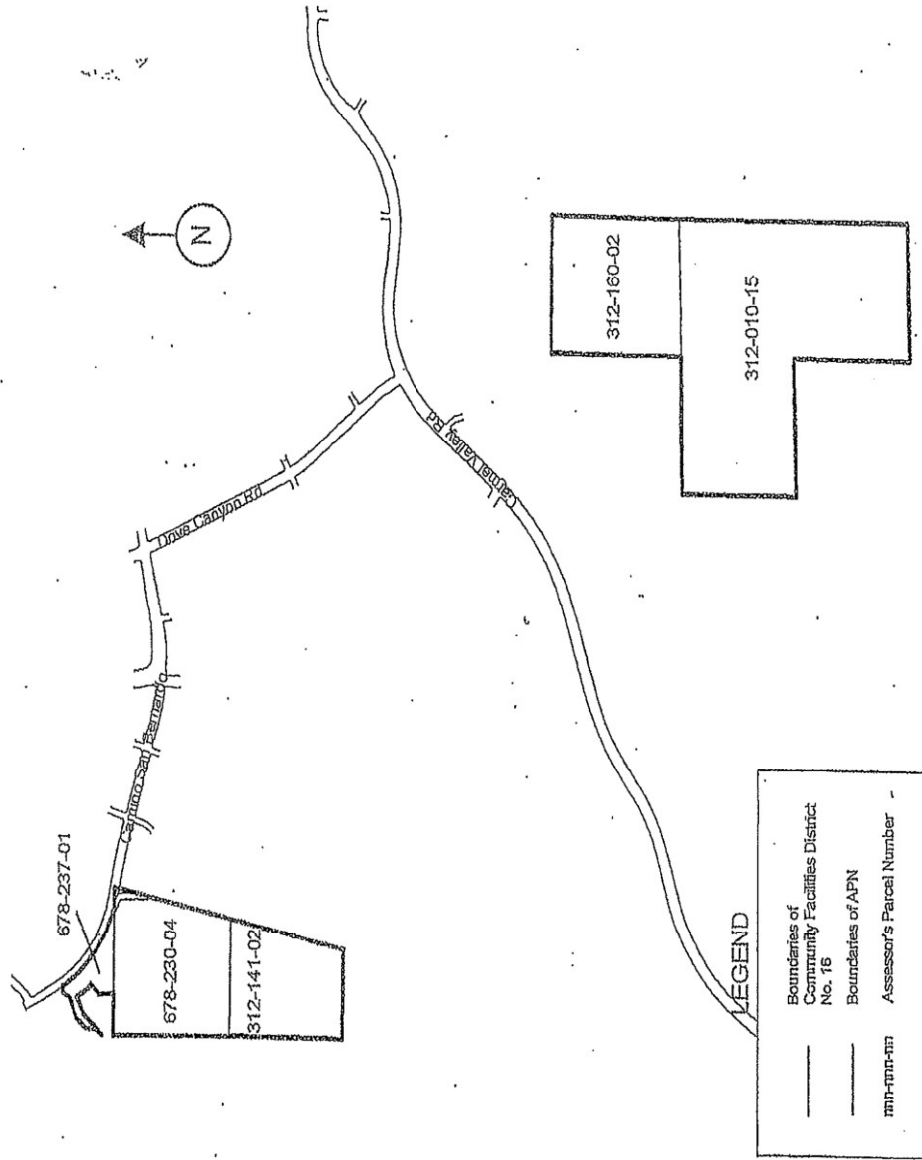 N
678-237-01
Camino San Bernardo
Dove Canyon Rd
678-230-04
312-141-02
Carmel Valley Rd
312-160-02
312-010-15
LEGEND
Boundaries of
Community Facilities District
No. 16
Boundaries of APN
nnn-nnn-nn Assessor's Parcel Number